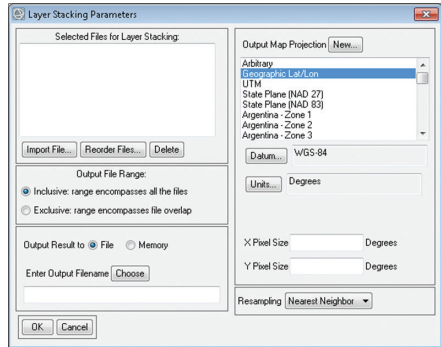 Layer Stacking Parameters
Selected Files for Layer Stacking:
Import File... Reorder Files... Delete
Output File Range:
Inclusive: range encompasses all the files
Exclusive: range encompasses file overlap
Output Result to File Memory
Enter Output Filename Choose
OK Cancel
Output Map Projection New...
Arbitrary
Geographic Lat/Lon
UTM
State Plane (NAD 27)
State Plane (NAD 83)
Argentina - Zone 1
Argentina - Zone 2
Argentina - Zone 3
Datum... WGS-84
Units... Degrees
X Pixel Size Degrees
Y Pixel Size Degrees
Resampling Nearest Neighbor